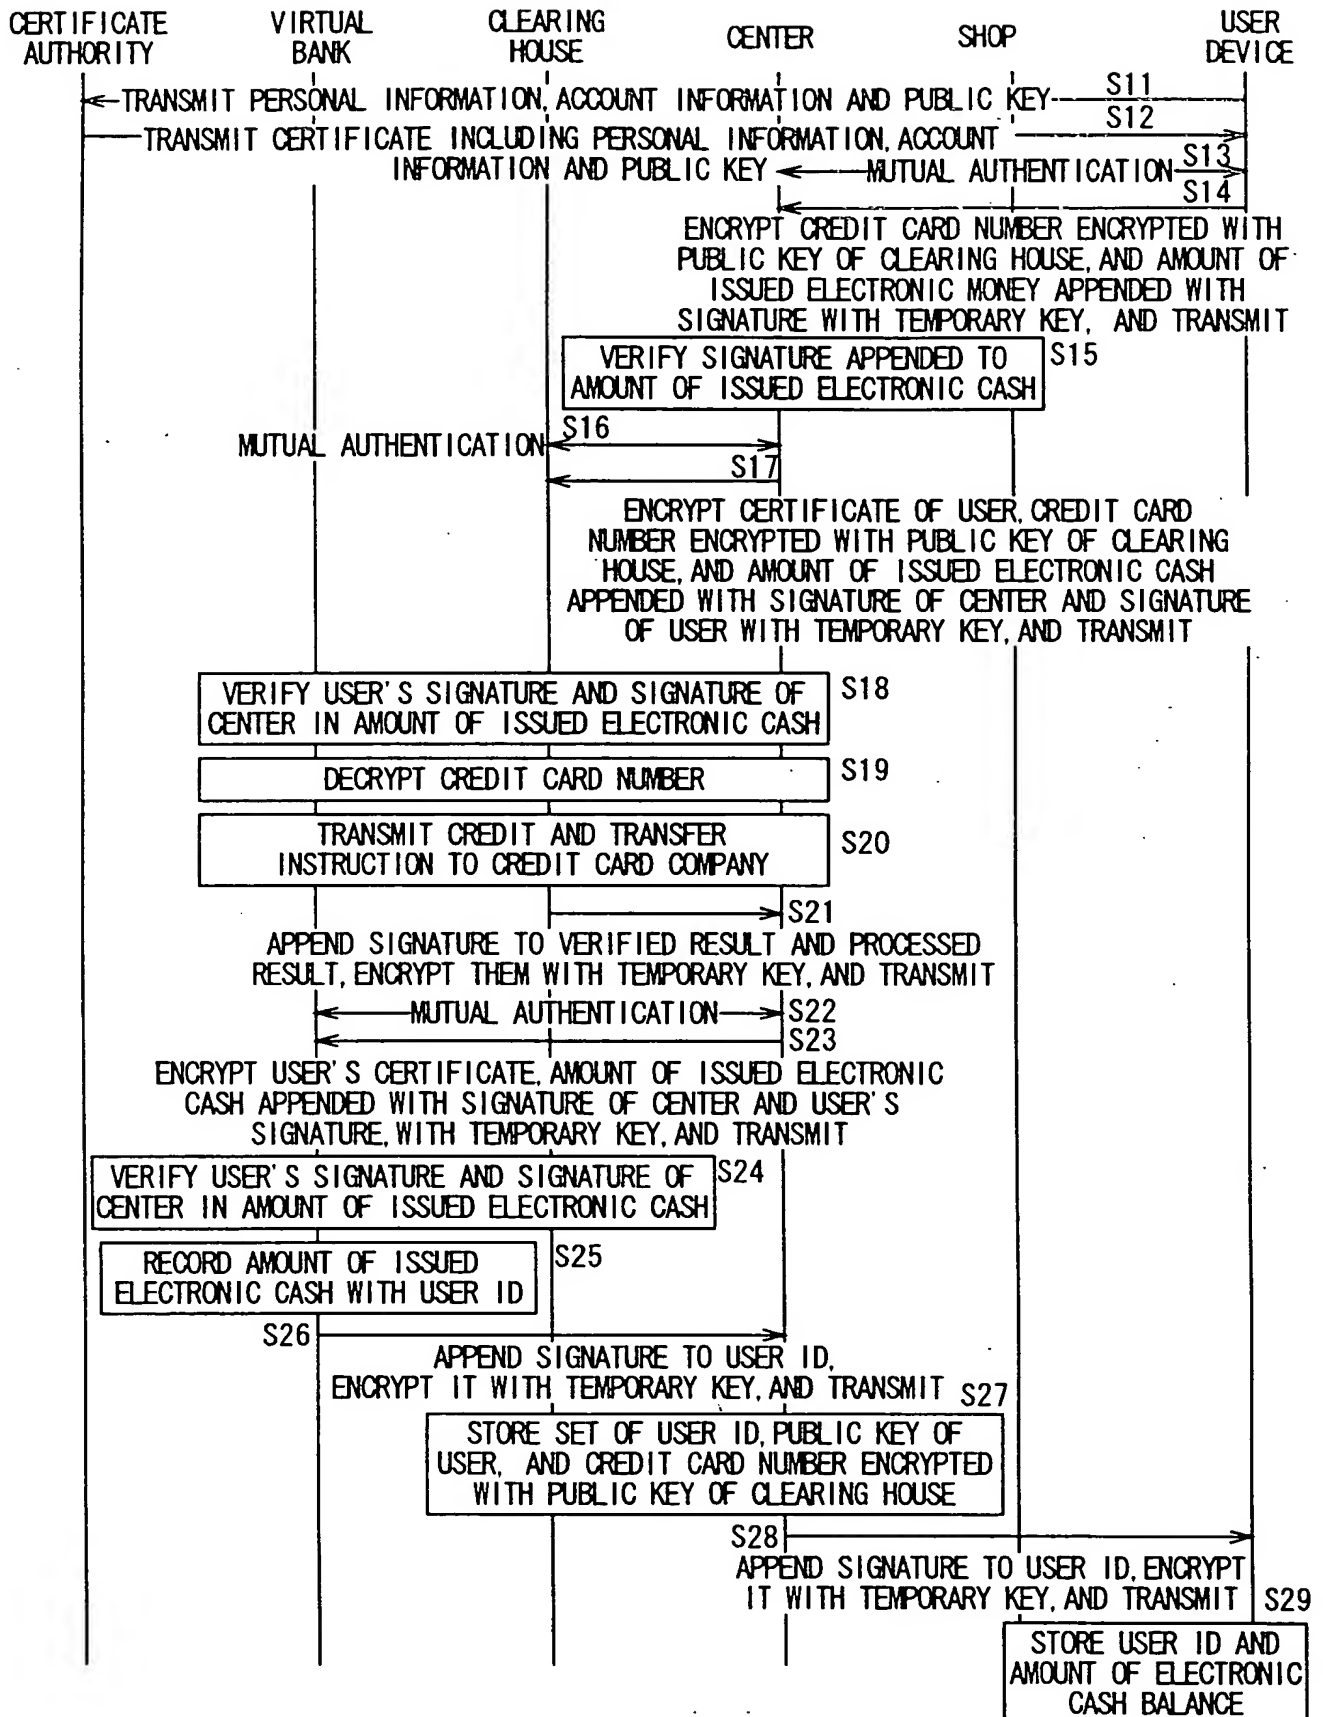 CERTIFICATE AUTHORITY
VIRTUAL BANK
CLEARING HOUSE
CENTER
SHOP
USER DEVICE
TRANSMIT PERSONAL INFORMATION, ACCOUNT INFORMATION AND PUBLIC KEY
S11
S12
TRANSMIT CERTIFICATE INCLUDING PERSONAL INFORMATION, ACCOUNT
INFORMATION AND PUBLIC KEY
MUTUAL AUTHENTICATION
S13
S14
ENCRYPT CREDIT CARD NUMBER ENCRYPTED WITH
PUBLIC KEY OF CLEARING HOUSE, AND AMOUNT OF
ISSUED ELECTRONIC MONEY APPENDED WITH
SIGNATURE WITH TEMPORARY KEY, AND TRANSMIT
VERIFY SIGNATURE APPENDED TO
AMOUNT OF ISSUED ELECTRONIC CASH
S15
MUTUAL AUTHENTICATION
S16
S17
ENCRYPT CERTIFICATE OF USER, CREDIT CARD
NUMBER ENCRYPTED WITH PUBLIC KEY OF CLEARING
HOUSE, AND AMOUNT OF ISSUED ELECTRONIC CASH
APPENDED WITH SIGNATURE OF CENTER AND SIGNATURE
OF USER WITH TEMPORARY KEY, AND TRANSMIT
VERIFY USER'S SIGNATURE AND SIGNATURE OF
CENTER IN AMOUNT OF ISSUED ELECTRONIC CASH
S18
DECRYPT CREDIT CARD NUMBER
S19
TRANSMIT CREDIT AND TRANSFER
INSTRUCTION TO CREDIT CARD COMPANY
S20
S21
APPEND SIGNATURE TO VERIFIED RESULT AND PROCESSED
RESULT, ENCRYPT THEM WITH TEMPORARY KEY, AND TRANSMIT
MUTUAL AUTHENTICATION
S22
S23
ENCRYPT USER'S CERTIFICATE, AMOUNT OF ISSUED ELECTRONIC
CASH APPENDED WITH SIGNATURE OF CENTER AND USER'S
SIGNATURE, WITH TEMPORARY KEY, AND TRANSMIT
VERIFY USER'S SIGNATURE AND SIGNATURE OF
CENTER IN AMOUNT OF ISSUED ELECTRONIC CASH
S24
RECORD AMOUNT OF ISSUED
ELECTRONIC CASH WITH USER ID
S25
S26
APPEND SIGNATURE TO USER ID,
ENCRYPT IT WITH TEMPORARY KEY, AND TRANSMIT
S27
STORE SET OF USER ID, PUBLIC KEY OF
USER, AND CREDIT CARD NUMBER ENCRYPTED
WITH PUBLIC KEY OF CLEARING HOUSE
S28
APPEND SIGNATURE TO USER ID, ENCRYPT
IT WITH TEMPORARY KEY, AND TRANSMIT
S29
STORE USER ID AND
AMOUNT OF ELECTRONIC
CASH BALANCE